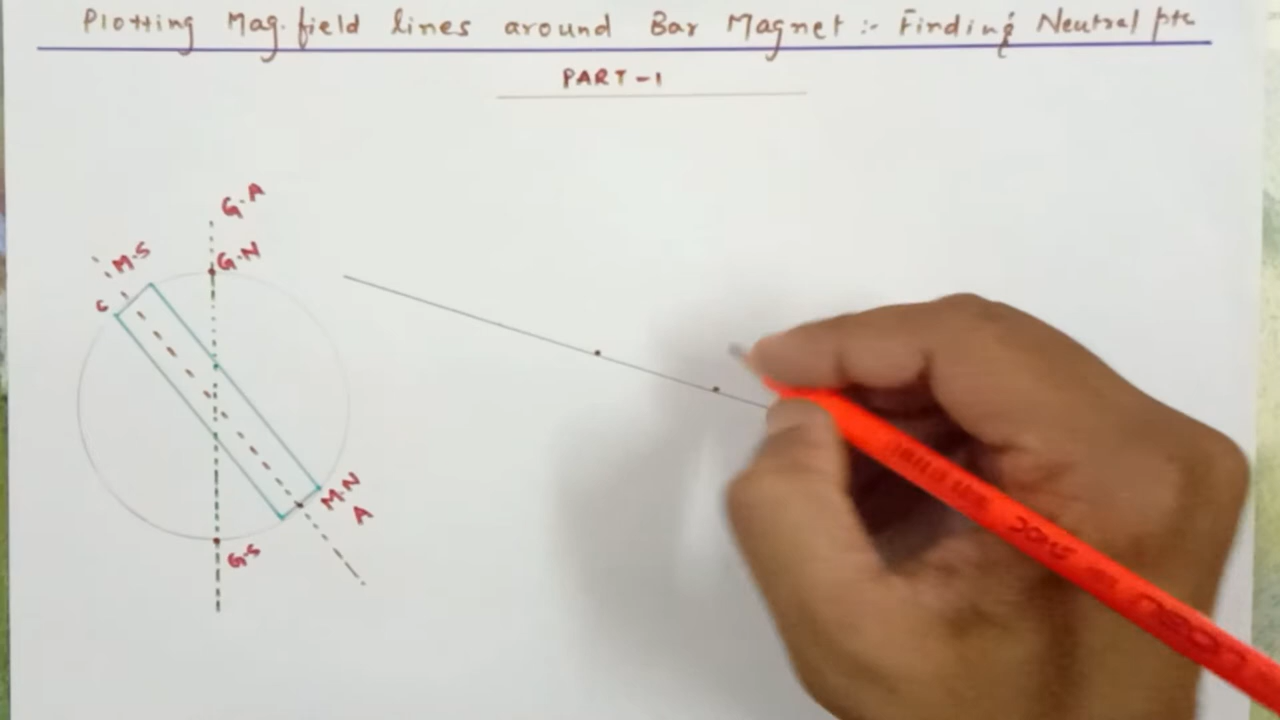 Plotting Mag. field lines around Bar Magnet :- Finding Neutral pts
PART-1
G.A
G.N
M.S
C
M.N
A
G.S